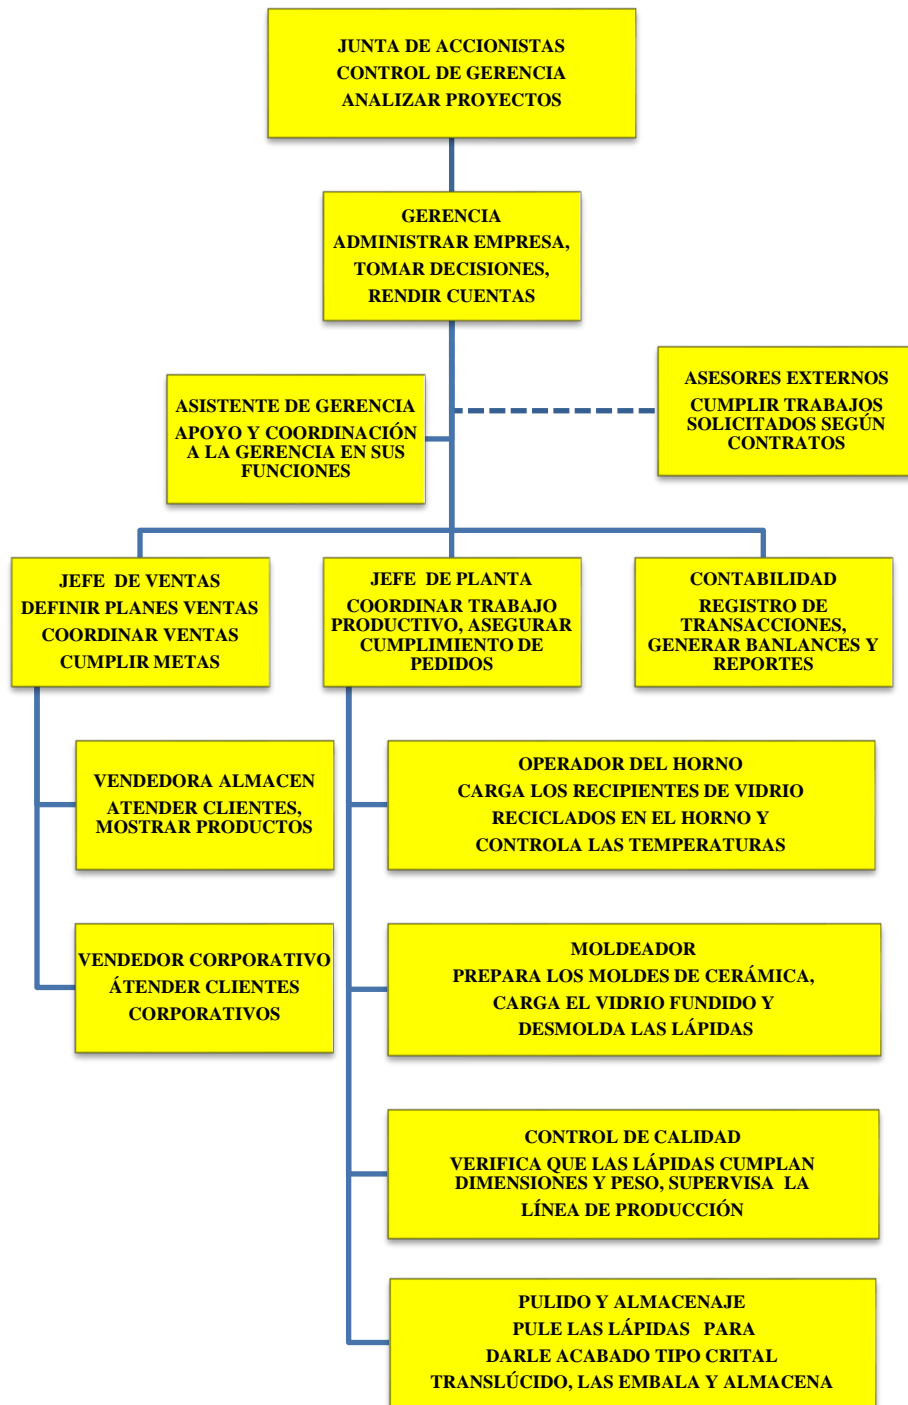 JUNTA DE ACCIONISTAS
CONTROL DE GERENCIA
ANALIZAR PROYECTOS
GERENCIA
ADMINISTRAR EMPRESA,
TOMAR DECISIONES,
RENDIR CUENTAS
ASISTENTE DE GERENCIA
APOYO Y COORDINACIÓN
A LA GERENCIA EN SUS
FUNCIONES
ASESORES EXTERNOS
CUMPLIR TRABAJOS
SOLICITADOS SEGÚN
CONTRATOS
JEFE DE VENTAS
DEFINIR PLANES VENTAS
COORDINAR VENTAS
CUMPLIR METAS
JEFE DE PLANTA
COORDINAR TRABAJO
PRODUCTIVO, ASEGURAR
CUMPLIMIENTO DE
PEDIDOS
CONTABILIDAD
REGISTRO DE
TRANSACCIONES,
GENERAR BANLANCES Y
REPORTES
VENDEDORA ALMACEN
ATENDER CLIENTES,
MOSTRAR PRODUCTOS
VENDEDOR CORPORATIVO
ÁTENDER CLIENTES
CORPORATIVOS
OPERADOR DEL HORNO
CARGA LOS RECIPIENTES DE VIDRIO
RECICLADOS EN EL HORNO Y
CONTROLA LAS TEMPERATURAS
MOLDEADOR
PREPARA LOS MOLDES DE CERÁMICA,
CARGA EL VIDRIO FUNDIDO Y
DESMOLDA LAS LÁPIDAS
CONTROL DE CALIDAD
VERIFICA QUE LAS LÁPIDAS CUMPLAN
DIMENSIONES Y PESO, SUPERVISA LA
LÍNEA DE PRODUCCIÓN
PULIDO Y ALMACENAJE
PULE LAS LÁPIDAS PARA
DARLE ACABADO TIPO CRITAL
TRANSLÚCIDO, LAS EMBALA Y ALMACENA